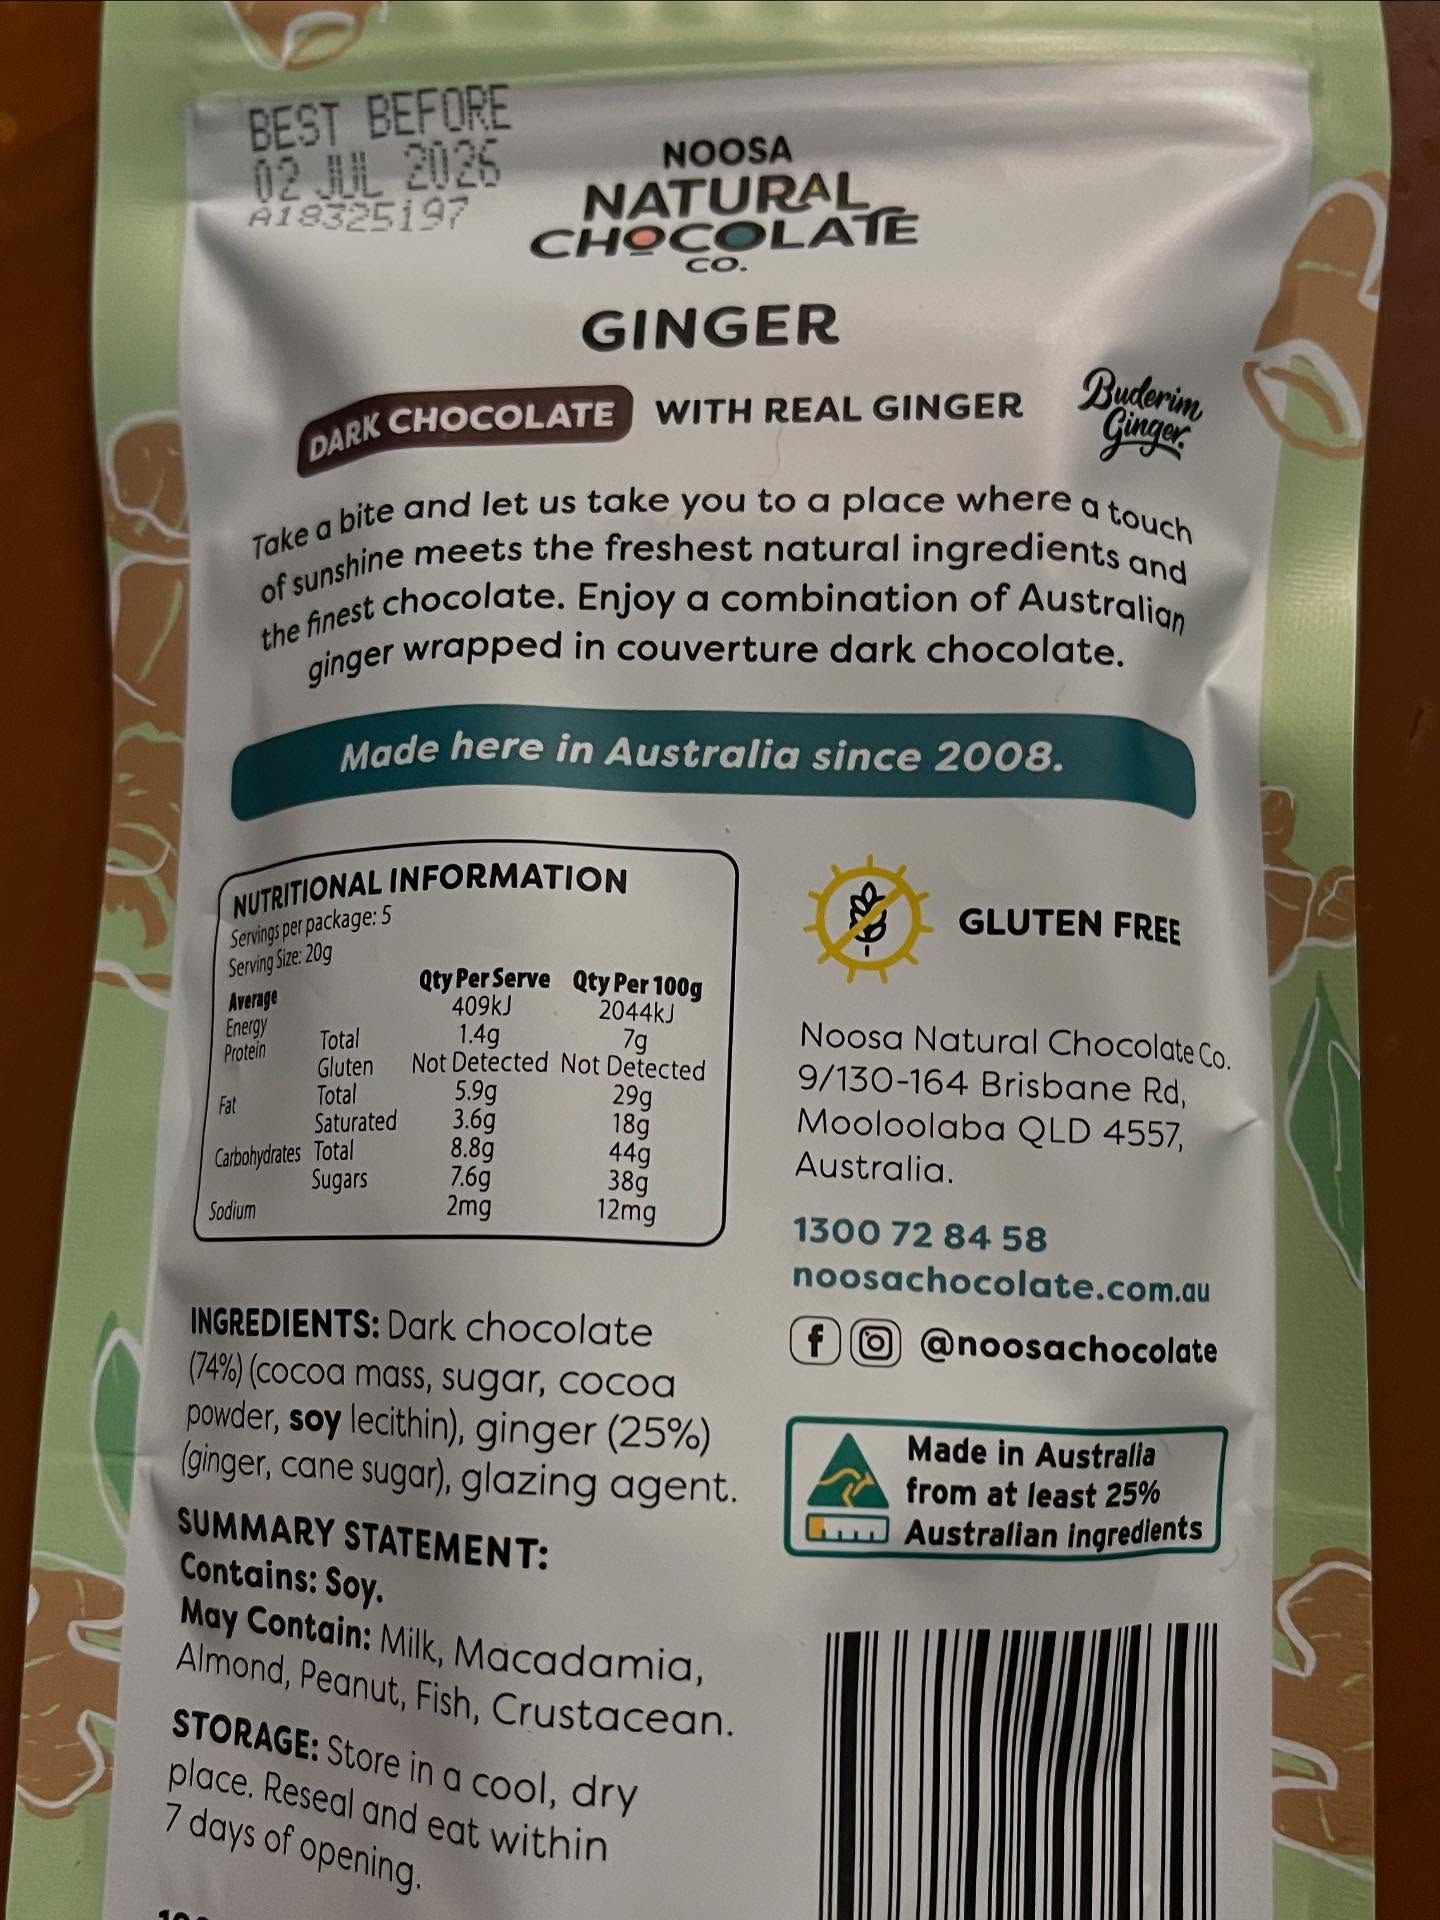 BEST BEFORE
02 JUL 2026
A18325197
NOOSA
NATURAL
CHOCOLATE
CO.
GINGER
DARK CHOCOLATE WITH REAL GINGER
Buderim
Ginger
Take a bite and let us take you to a place where a touch
of sunshine meets the freshest natural ingredients and
the finest chocolate. Enjoy a combination of Australian
ginger wrapped in couverture dark chocolate.
Made here in Australia since 2008.
NUTRITIONAL INFORMATION
Servings per package: 5
Serving Size: 20g
Average Qty Per Serve Qty Per 100g
Energy 409kJ 2044kJ
Protein Total 1.4g 7g
Gluten Not Detected Not Detected
Fat Total 5.9g 29g
Saturated 3.6g 18g
Carbohydrates Total 8.8g 44g
Sugars 7.6g 38g
Sodium 2mg 12mg
GLUTEN FREE
Noosa Natural Chocolate Co.
9/130-164 Brisbane Rd,
Mooloolaba QLD 4557,
Australia.
1300 72 84 58
noosachocolate.com.au
f @noosachocolate
INGREDIENTS: Dark chocolate
(74%) (cocoa mass, sugar, cocoa
powder, soy lecithin), ginger (25%)
(ginger, cane sugar), glazing agent.
SUMMARY STATEMENT:
Contains: Soy.
May Contain: Milk, Macadamia,
Almond, Peanut, Fish, Crustacean.
STORAGE: Store in a cool, dry
place. Reseal and eat within
7 days of opening.
Made in Australia
from at least 25%
Australian ingredients